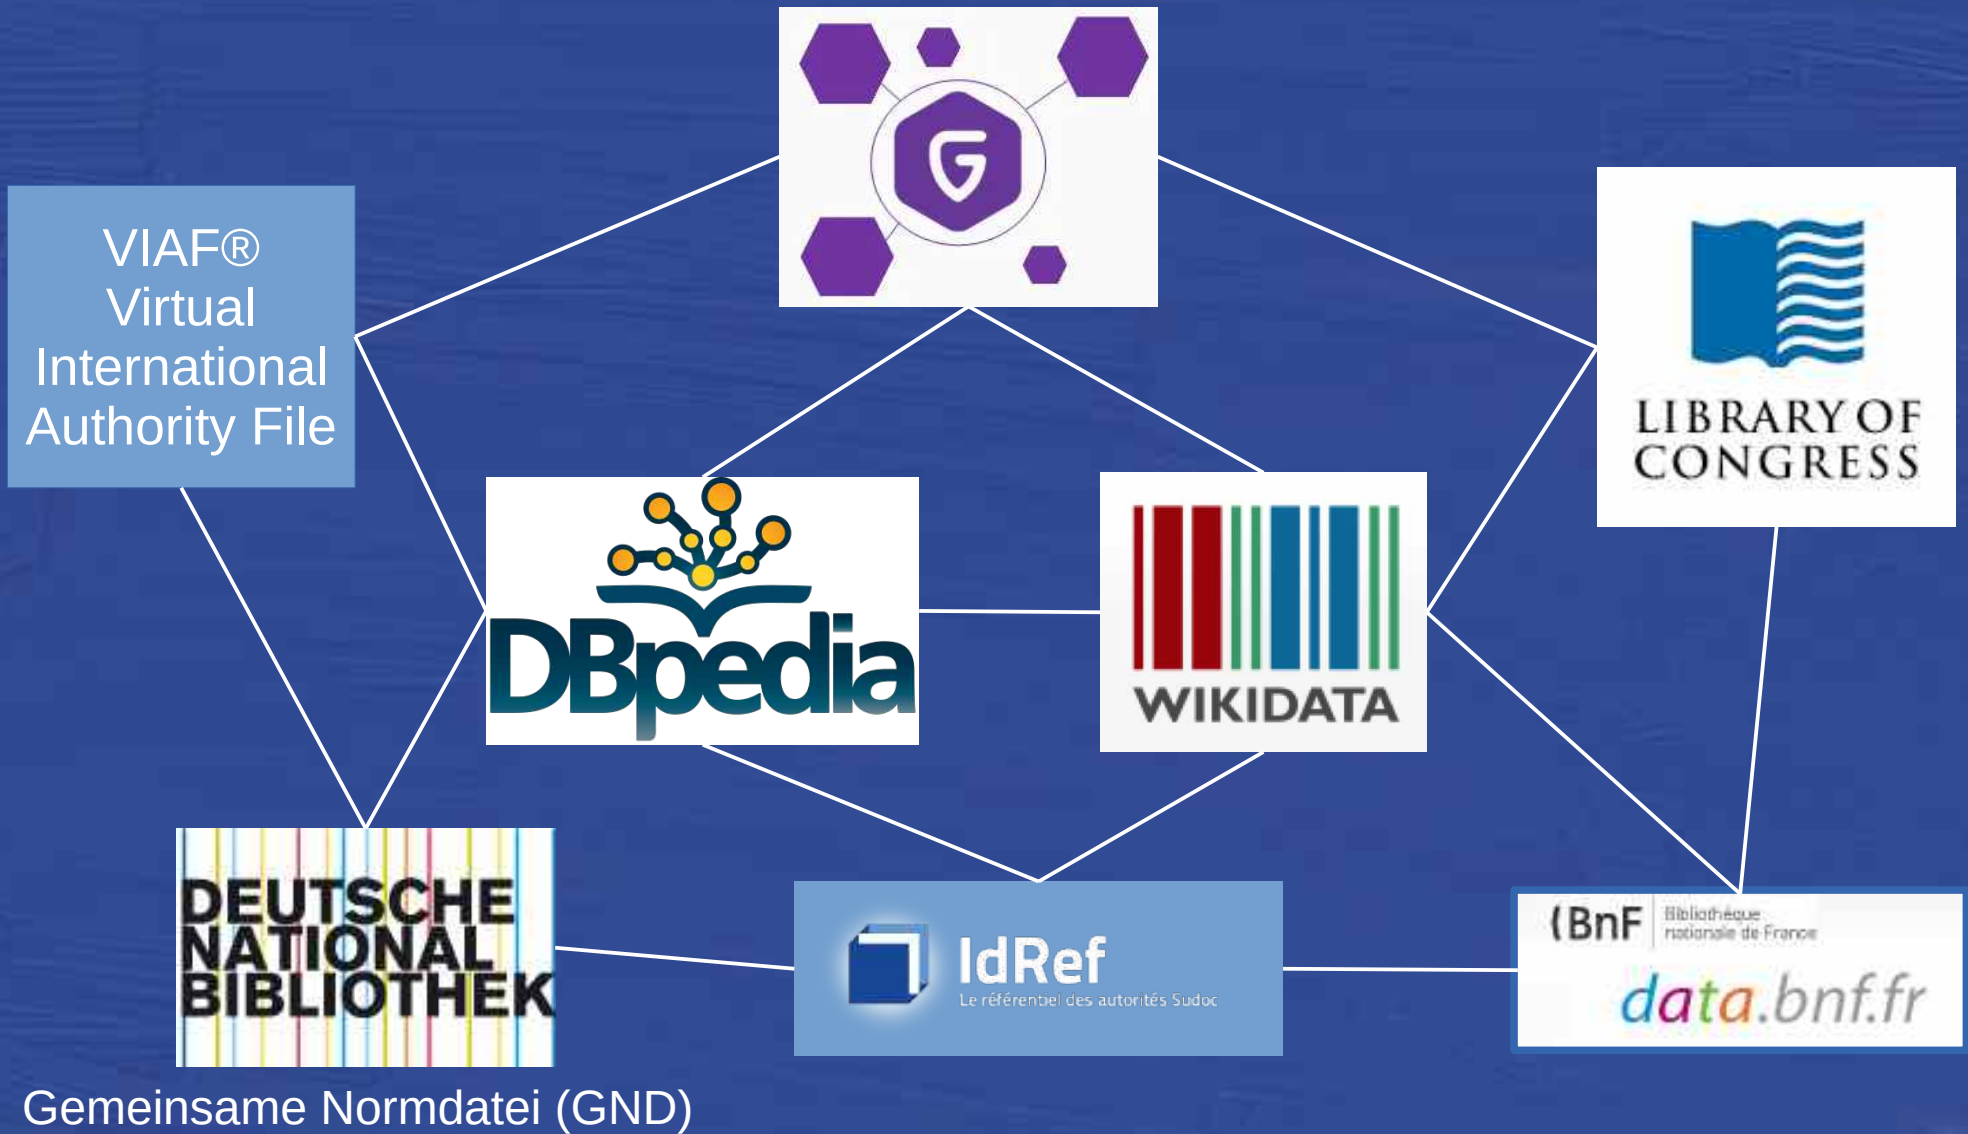 G
VIAF®
Virtual
International
Authority File
LIBRARY OF
CONGRESS
DBpedia
WIKIDATA
DEUTSCHE
NATIONAL
BIBLIOTHEK
Gemeinsame Normdatei (GND)
IdRef
Le référentiel des autorités Sudoc
(BnF
Bibliothèque
nationale de France
data.bnf.fr